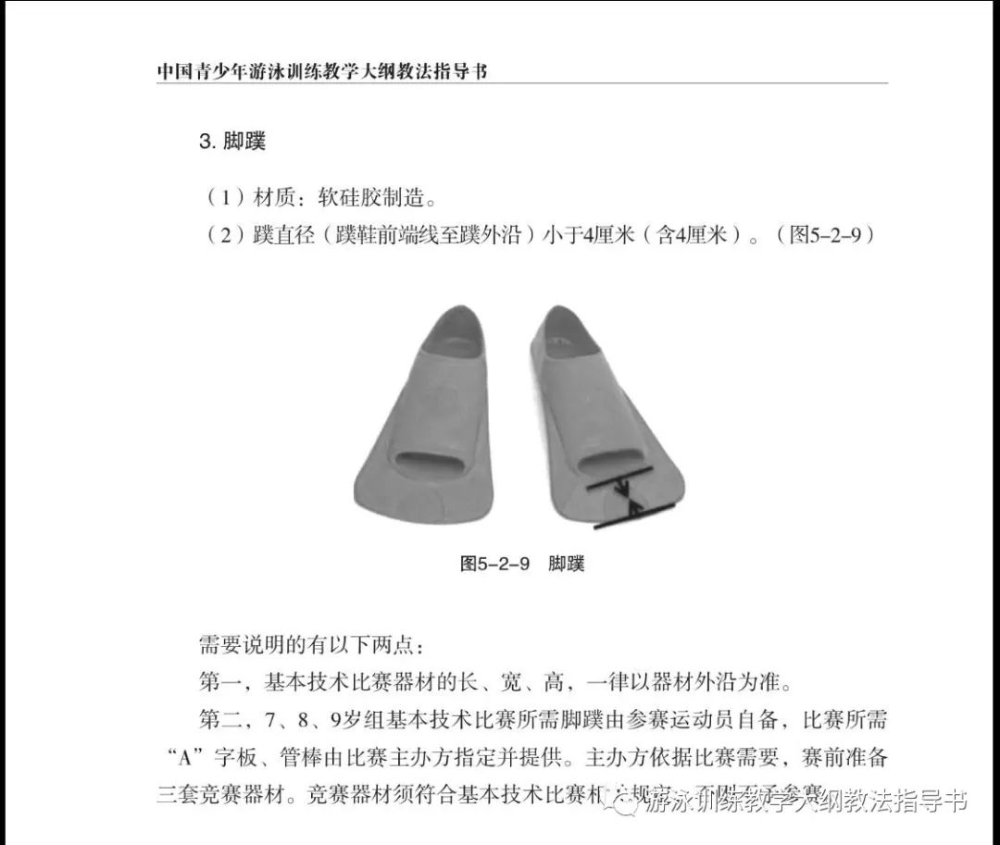 中国青少年游泳训练教学大纲教法指导书
3. 脚蹼
（1）材质：软硅胶制造。
（2）蹼直径（蹼鞋前端线至蹼外沿）小于4厘米（含4厘米）。（图5-2-9）
图5-2-9 脚蹼
需要说明的有以下两点：
第一，基本技术比赛器材的长、宽、高，一律以器材外沿为准。
第二，7、8、9岁组基本技术比赛所需脚蹼由参赛运动员自备，比赛所需
“A”字板、管棒由比赛主办方指定并提供。主办方依据比赛需要，赛前准备
三套竞赛器材。竞赛器材须符合基本技术比赛相关规定，否则不予参赛
游泳训练教学大纲教法指导书